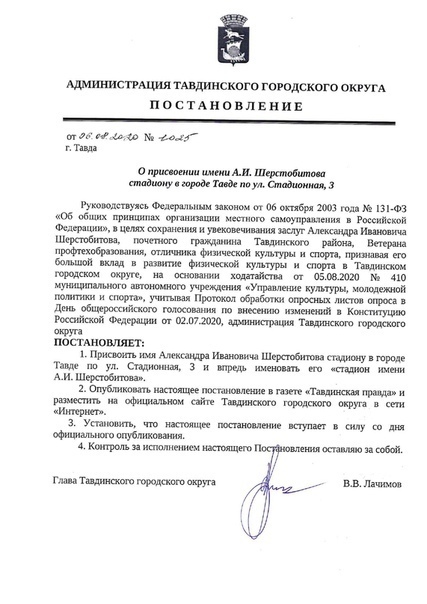 АДМИНИСТРАЦИЯ ТАВДИНСКОГО ГОРОДСКОГО ОКРУГА
ПОСТАНОВЛЕНИЕ
от 06.08.2020 № 1025
г. Тавда
О присвоении имени А.И. Шерстобитова
стадиону в городе Тавде по ул. Стадионная, 3
Руководствуясь Федеральным законом от 06 октября 2003 года № 131-ФЗ
«Об общих принципах организации местного самоуправления в Российской
Федерации», в целях сохранения и увековечивания заслуг Александра Ивановича
Шерстобитова, почетного гражданина Тавдинского района, Ветерана
профтехобразования, отличника физической культуры и спорта, признавая его
большой вклад в развитие физической культуры и спорта в Тавдинском
городском округе, на основании ходатайства от 05.08.2020 № 410
муниципального автономного учреждения «Управление культуры, молодежной
политики и спорта», учитывая Протокол обработки опросных листов опроса в
День общероссийского голосования по внесению изменений в Конституцию
Российской Федерации от 02.07.2020, администрация Тавдинского городского
округа
ПОСТАНОВЛЯЕТ:
1. Присвоить имя Александра Ивановича Шерстобитова стадиону в городе
Тавде по ул. Стадионная, 3 и впредь именовать его «стадион имени
А.И. Шерстобитова».
2. Опубликовать настоящее постановление в газете «Тавдинская правда» и
разместить на официальном сайте Тавдинского городского округа в сети
«Интернет».
3. Установить, что настоящее постановление вступает в силу со дня
официального опубликования.
4. Контроль за исполнением настоящего Постановления оставляю за собой.
Глава Тавдинского городского округа В.В. Лачимов